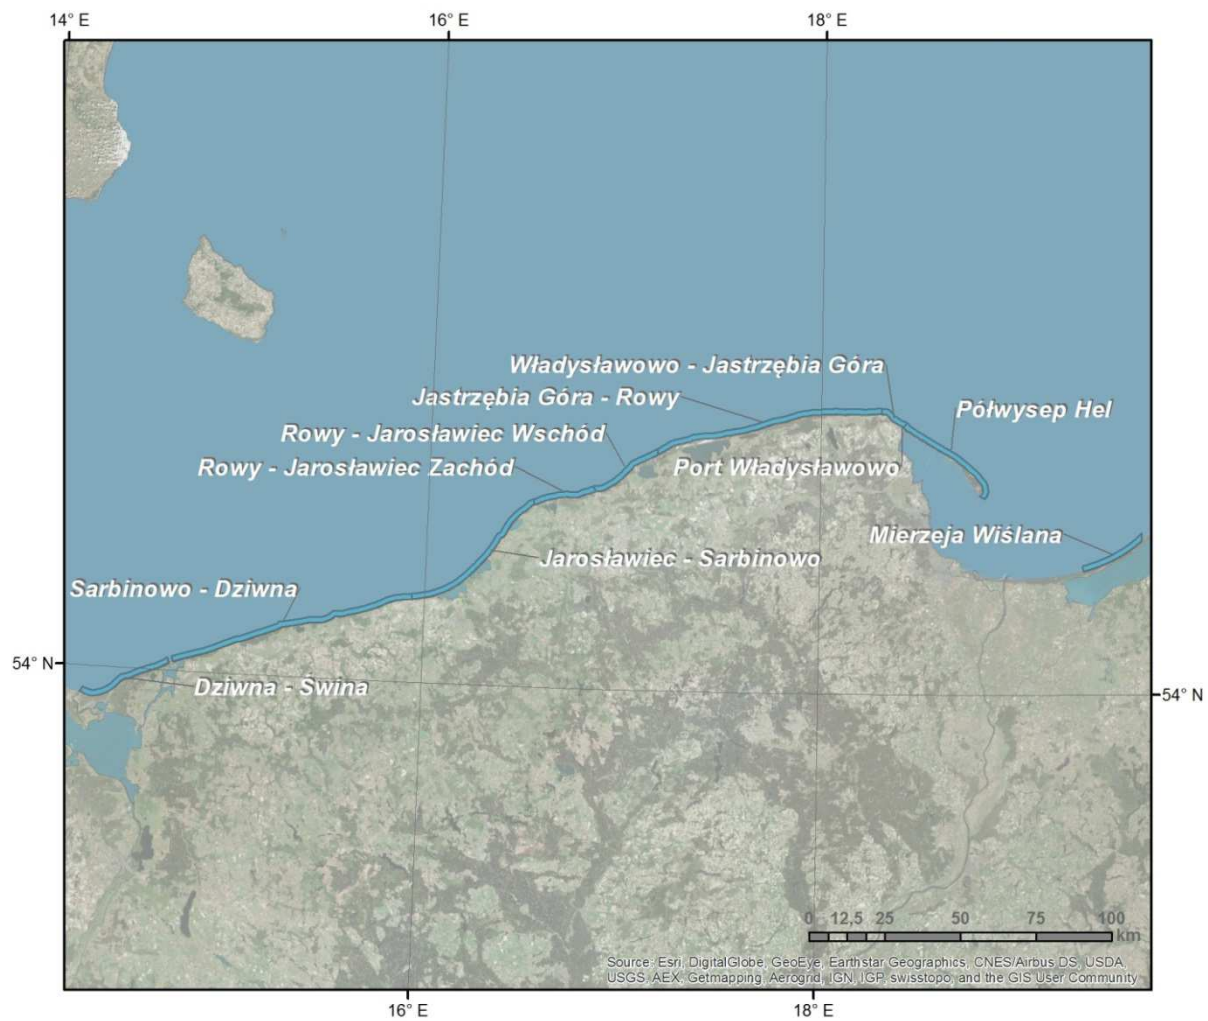 14° E 16° E 18° E
Władysławowo - Jastrzębia Góra
Jastrzębia Góra - Rowy
Półwysep Hel
Rowy - Jarosławiec Wschód
Rowy - Jarosławiec Zachód
Port Władysławowo
Mierzeja Wiślana
Jarosławiec - Sarbinowo
Sarbinowo - Dziwna
54° N
Dziwna - Świna
54° N
0 12,5 25 50 75 100
km
Source: Esri, DigitalGlobe, GeoEye, Earthstar Geographics, CNES/Airbus DS, USDA,
USGS, AEX, Getmapping, Aerogrid, IGN, IGP, swisstopo, and the GIS User Community
16° E 18° E